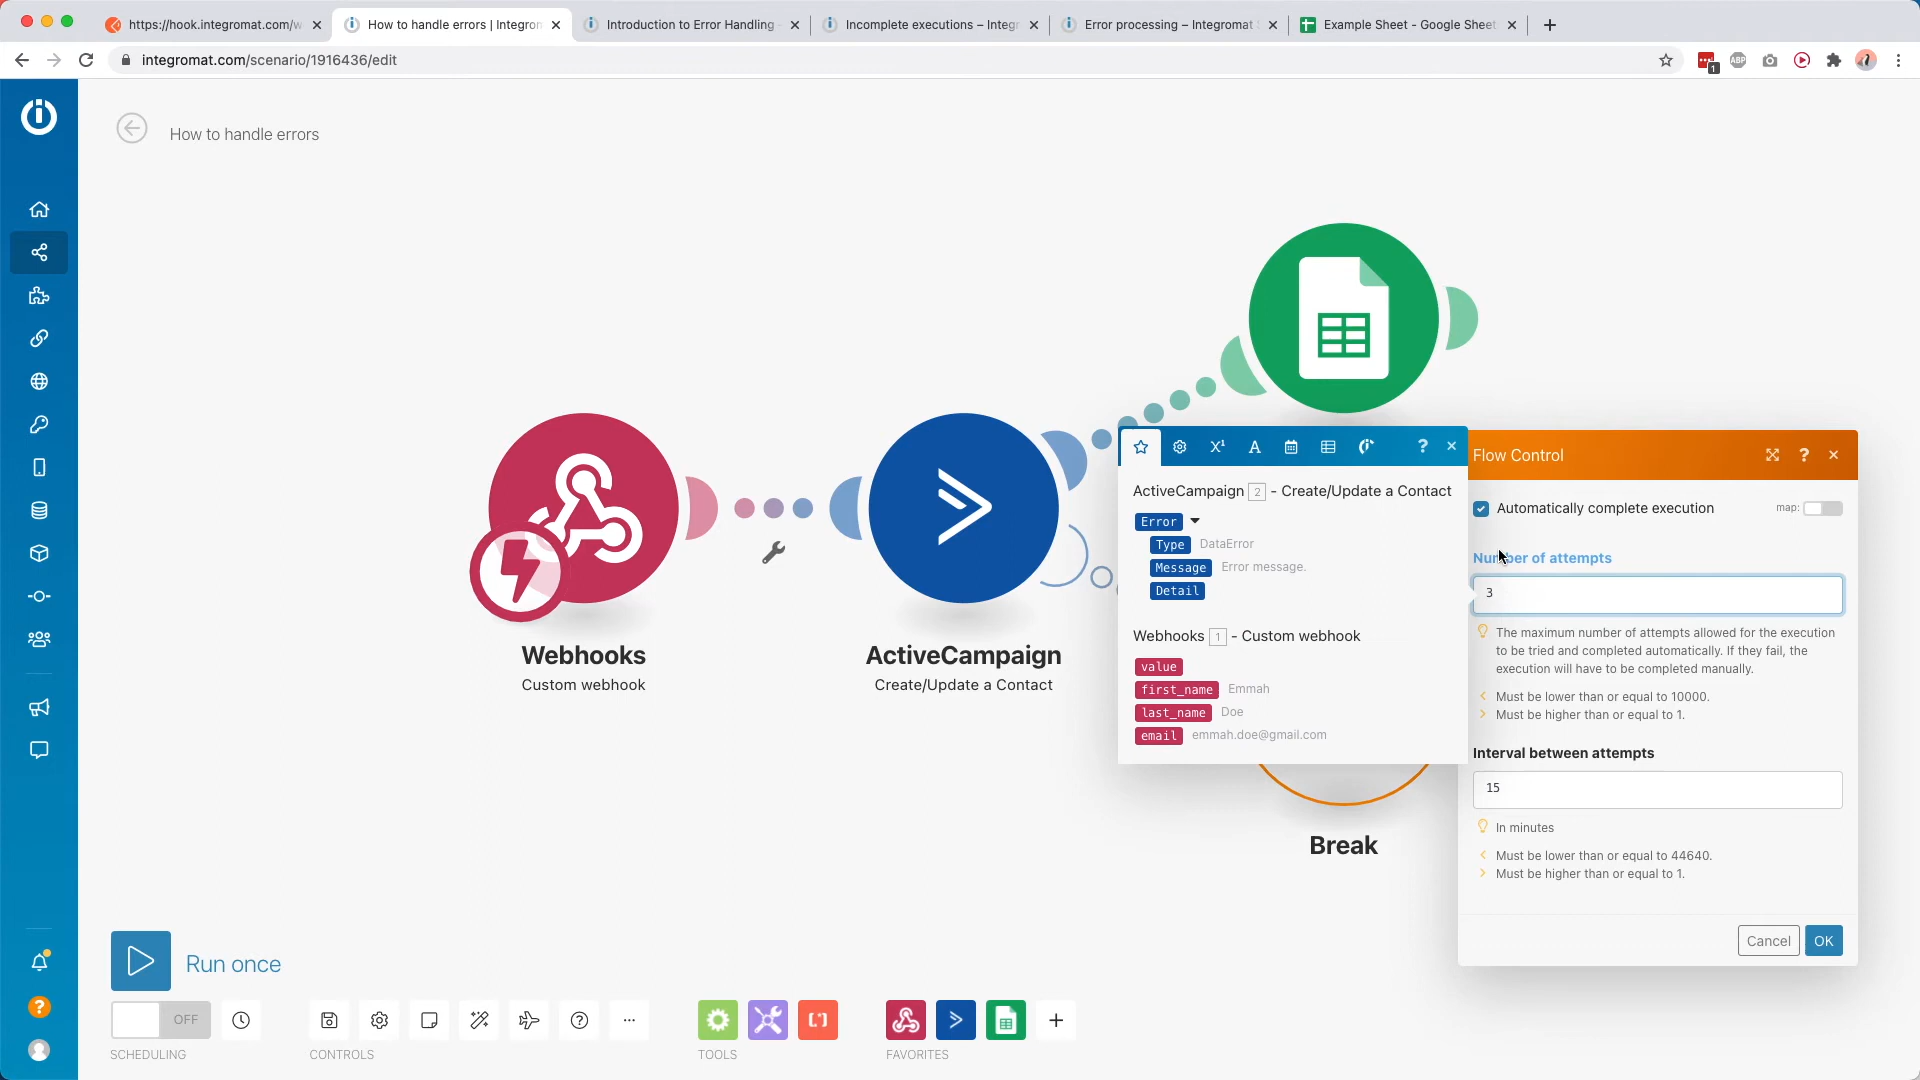 https://hook.integromat.com/w
How to handle errors | Integrom
Introduction to Error Handling -
Incomplete executions – Integr
Error processing – Integromat S
Example Sheet - Google Sheet
integromat.com/scenario/1916436/edit
1
ABP
How to handle errors
Flow Control
ActiveCampaign 2 - Create/Update a Contact
Error
Type DataError
Message Error message.
Detail
Webhooks 1 - Custom webhook
value
first_name Emmah
last_name Doe
email emmah.doe@gmail.com
Automatically complete execution map:
Number of attempts
3
The maximum number of attempts allowed for the execution
to be tried and completed automatically. If they fail, the
execution will have to be completed manually.
Must be lower than or equal to 10000.
Must be higher than or equal to 1.
Interval between attempts
15
In minutes
Must be lower than or equal to 44640.
Must be higher than or equal to 1.
Cancel OK
Webhooks
Custom webhook
ActiveCampaign
Create/Update a Contact
Break
Run once
OFF
SCHEDULING
CONTROLS
TOOLS
FAVORITES